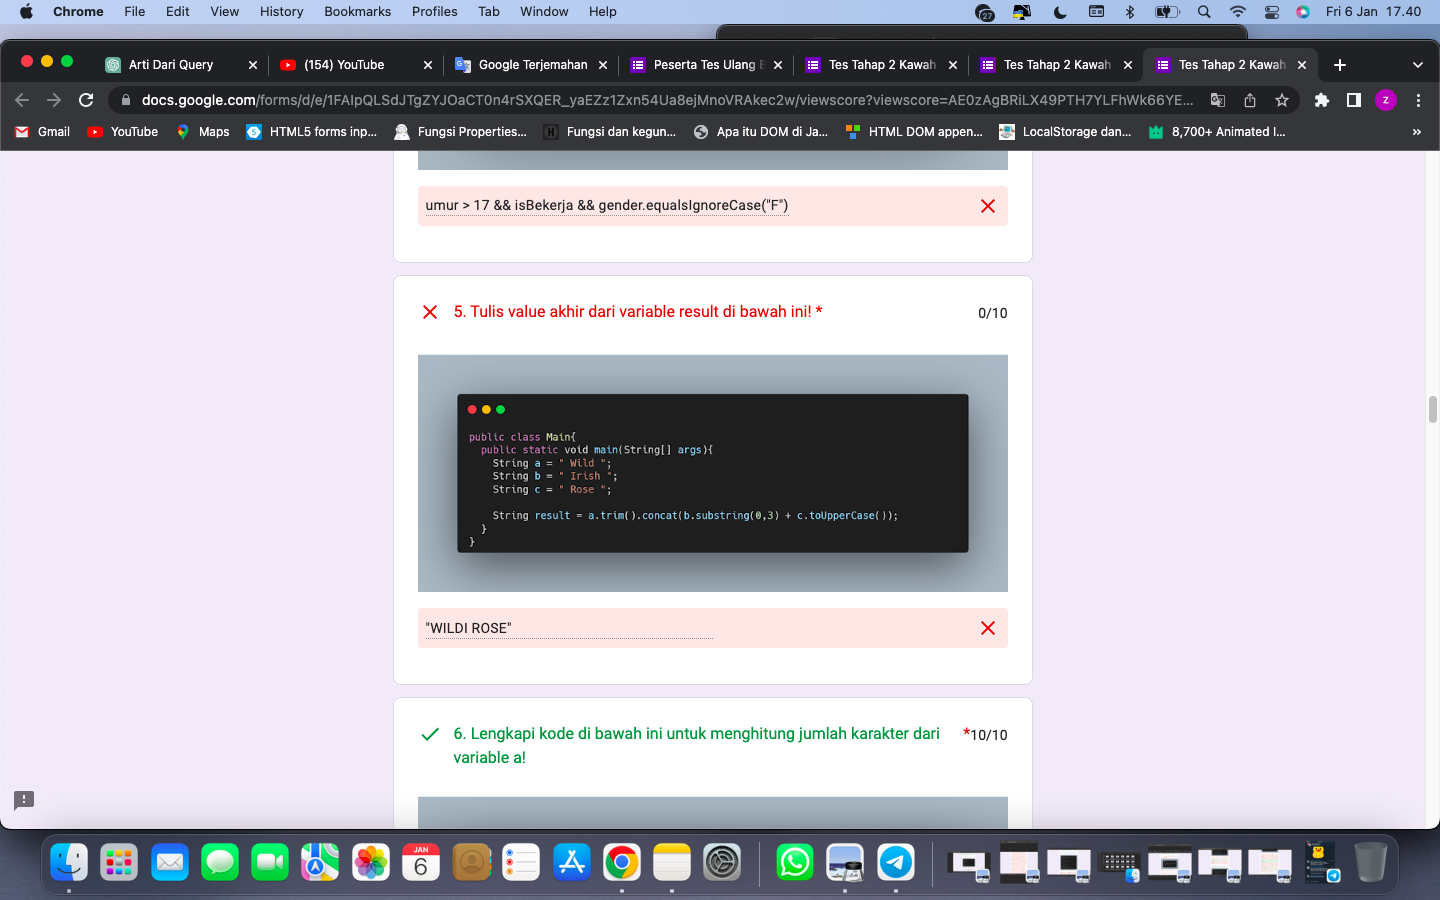 Chrome File Edit View History Bookmarks Profiles Tab Window Help 27 Fri 6 Jan 17.40
Arti Dari Query (154) YouTube Google Terjemahan Peserta Tes Ulang Tes Tahap 2 Kawah Tes Tahap 2 Kawah Tes Tahap 2 Kawah
docs.google.com/forms/d/e/1FAIpQLSdJTgZYJOaCT0n4rSXQER_yaEZz1Zxn54Ua8ejMnoVRAkec2w/viewscore?viewscore=AE0zAgBRiLX49PTH7YLFhWk66YE... Z
Gmail YouTube Maps HTML5 forms inp... Fungsi Properties... Fungsi dan kegun... Apa itu DOM di Ja... HTML DOM appen... LocalStorage dan... 8,700+ Animated I... »
umur > 17 && isBekerja && gender.equalsIgnoreCase("F")
5. Tulis value akhir dari variable result di bawah ini! * 0/10
public class Main{
public static void main(String[] args){
String a = " Wild ";
String b = " Irish ";
String c = " Rose ";
String result = a.trim().concat(b.substring(0,3) + c.toUpperCase());
}
}
"WILDI ROSE"
6. Lengkapi kode di bawah ini untuk menghitung jumlah karakter dari *10/10
variable a!
JAN
6